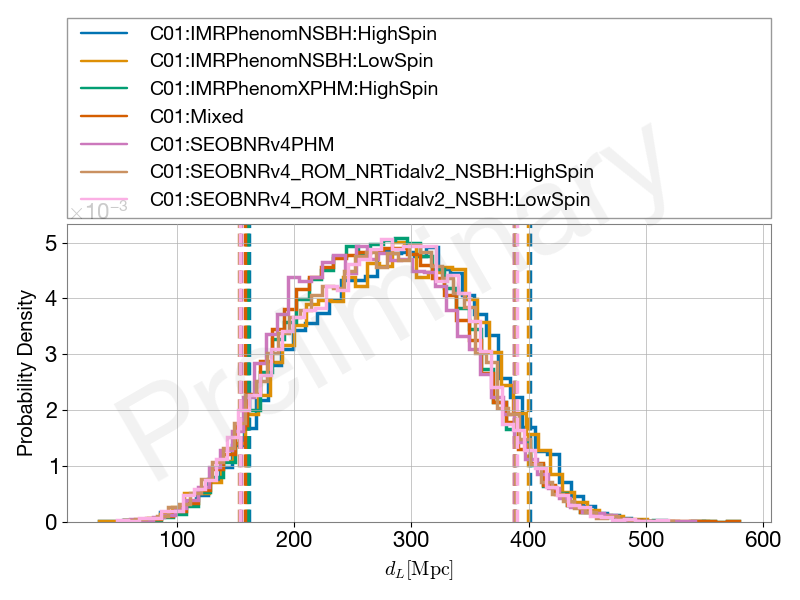 C01:IMRPhenomNSBH:HighSpin
C01:IMRPhenomNSBH:LowSpin
C01:IMRPhenomXPHM:HighSpin
C01:Mixed
C01:SEOBNRv4PHM
C01:SEOBNRv4_ROM_NRTidalv2_NSBH:HighSpin
C01:SEOBNRv4_ROM_NRTidalv2_NSBH:LowSpin
×10⁻³
5
4
3
2
1
0
Probability Density
Preliminary
100 200 300 400 500 600
d_L[Mpc]